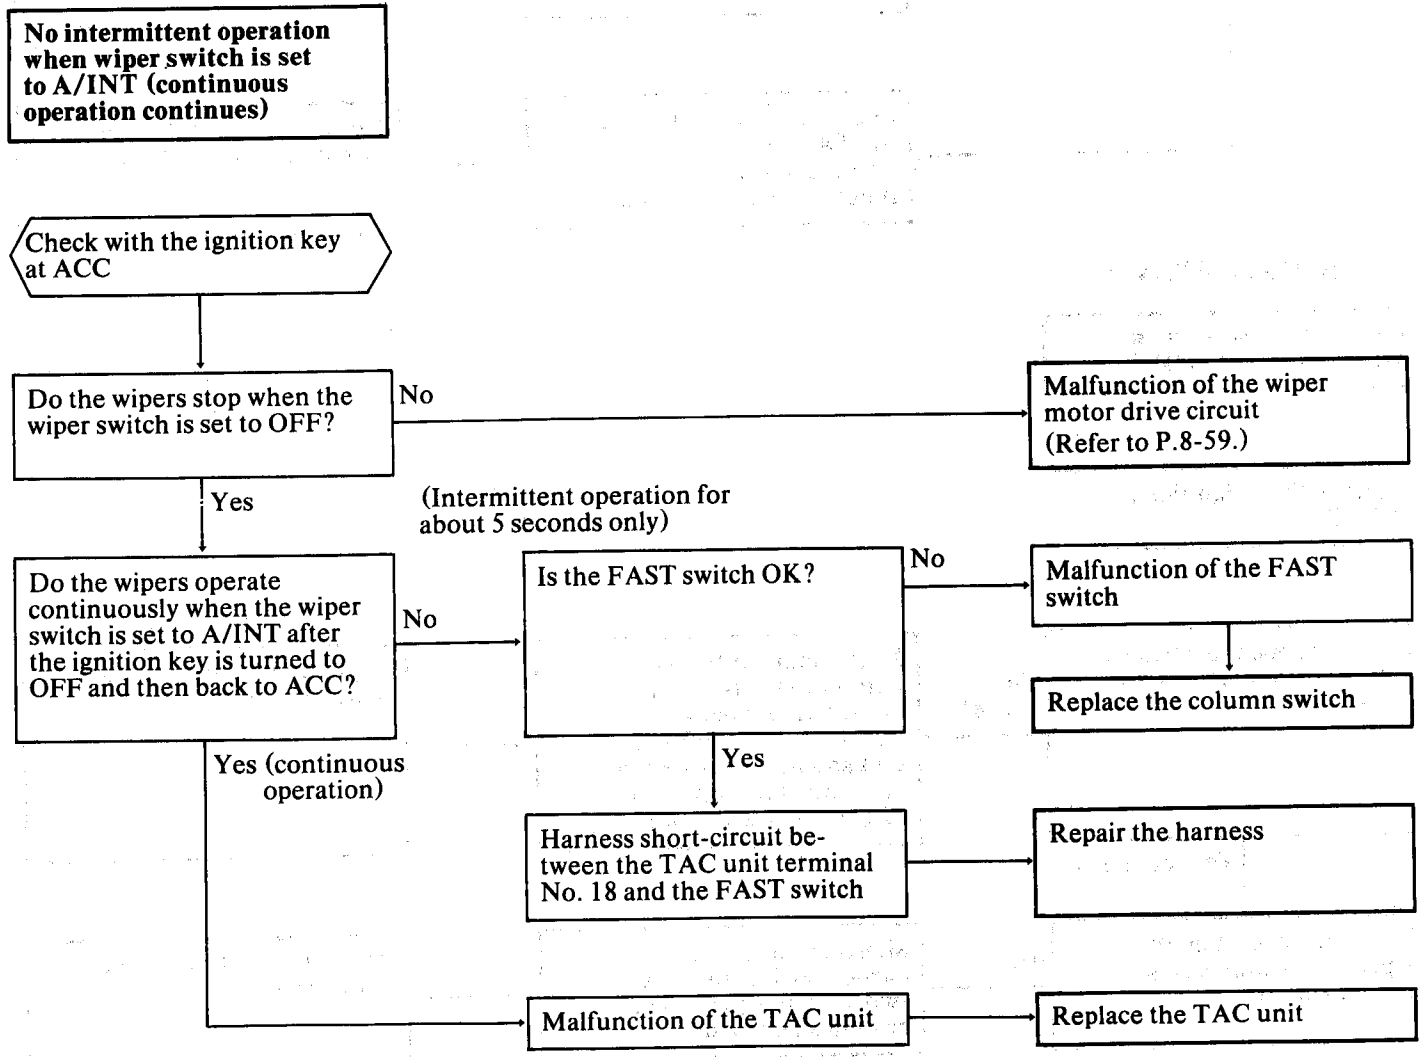 No intermittent operation
when wiper switch is set
to A/INT (continuous
operation continues)
Check with the ignition key
at ACC
Do the wipers stop when the
wiper switch is set to OFF?
No
Malfunction of the wiper
motor drive circuit
(Refer to P.8-59.)
Yes
(Intermittent operation for
about 5 seconds only)
Do the wipers operate
continuously when the wiper
switch is set to A/INT after
the ignition key is turned to
OFF and then back to ACC?
No
Is the FAST switch OK?
No
Malfunction of the FAST
switch
Replace the column switch
Yes (continuous
operation)
Yes
Harness short-circuit be-
tween the TAC unit terminal
No. 18 and the FAST switch
Repair the harness
Malfunction of the TAC unit
Replace the TAC unit